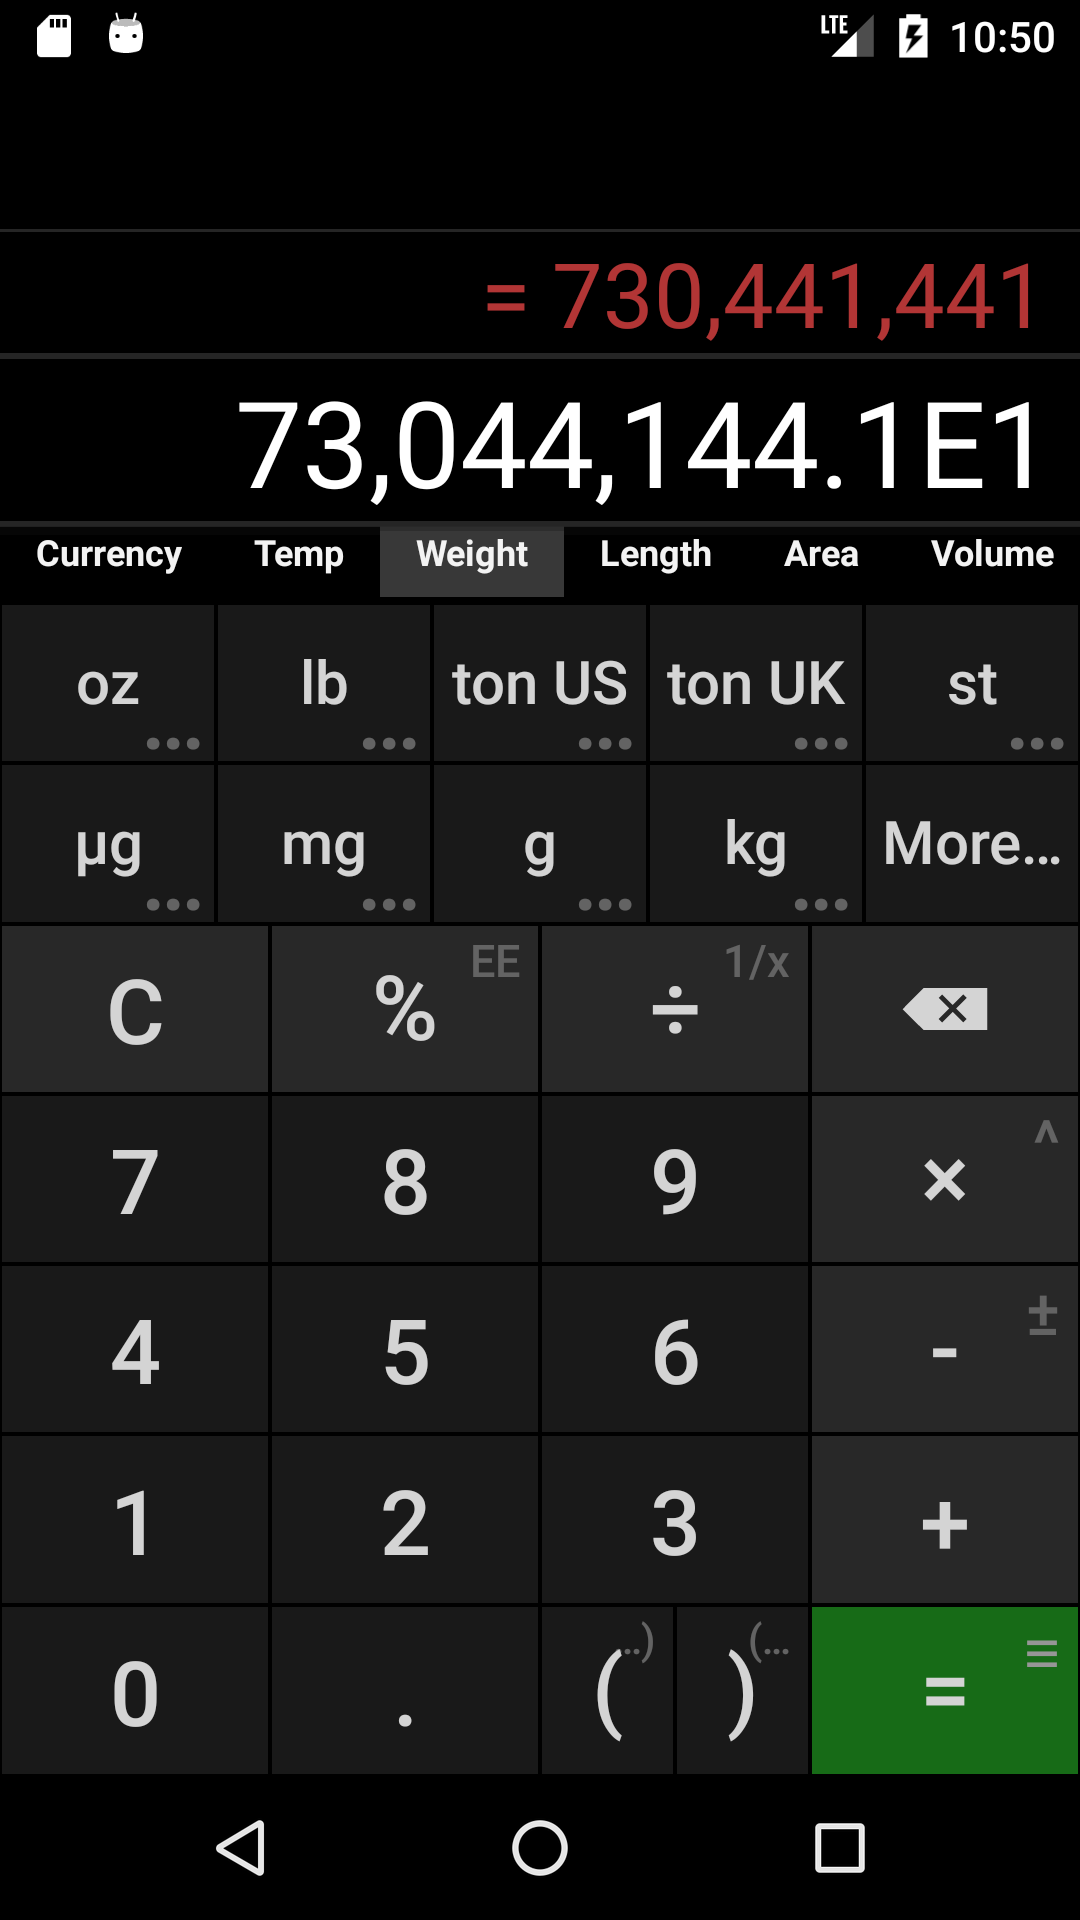 LTE 10:50
= 730,441,441
73,044,144.1E1
Currency Temp Weight Length Area Volume
oz lb ton US ton UK st
µg mg g kg More...
C % EE ÷ 1/x
7 8 9 × ^
4 5 6 - ±
1 2 3 +
0 . ( ..) ) (... =